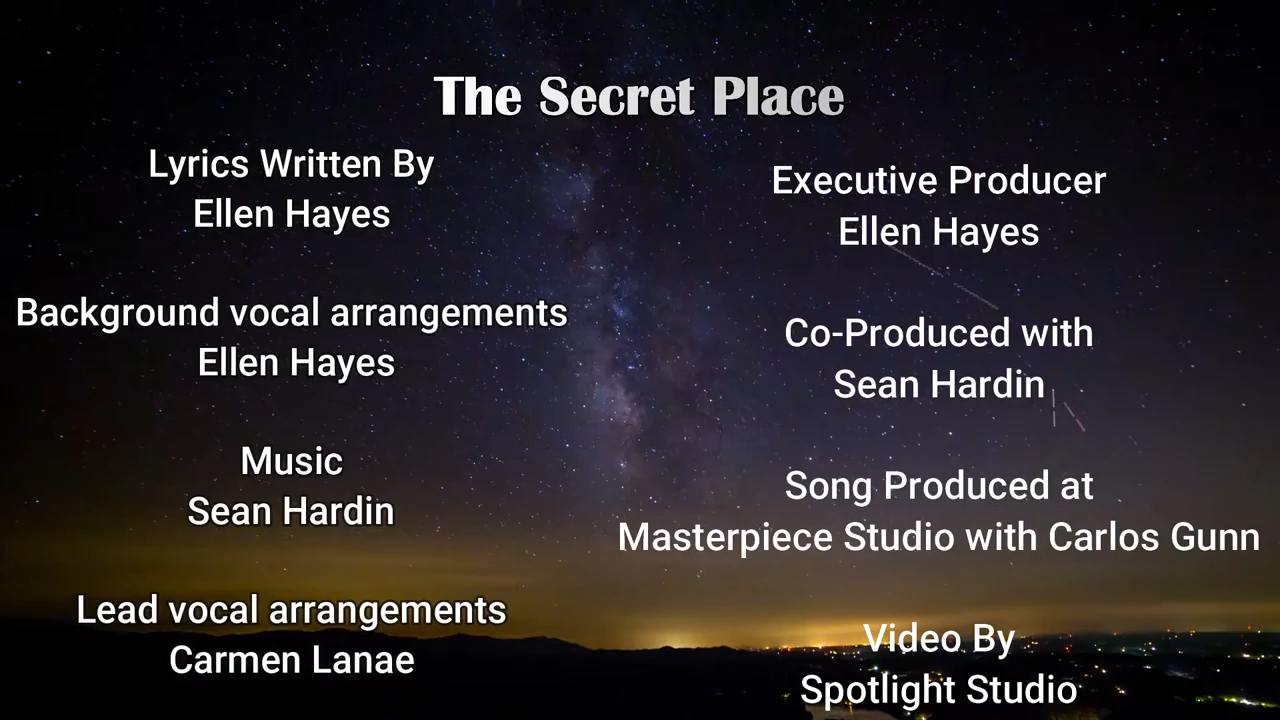 The Secret Place
Lyrics Written By
Ellen Hayes
Background vocal arrangements
Ellen Hayes
Music
Sean Hardin
Lead vocal arrangements
Carmen Lanae
Executive Producer
Ellen Hayes
Co-Produced with
Sean Hardin
Song Produced at
Masterpiece Studio with Carlos Gunn
Video By
Spotlight Studio